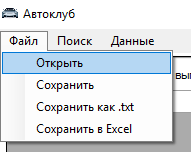 Автоклуб
Файл Поиск Данные
Открыть
Сохранить
Сохранить как .txt
Сохранить в Excel